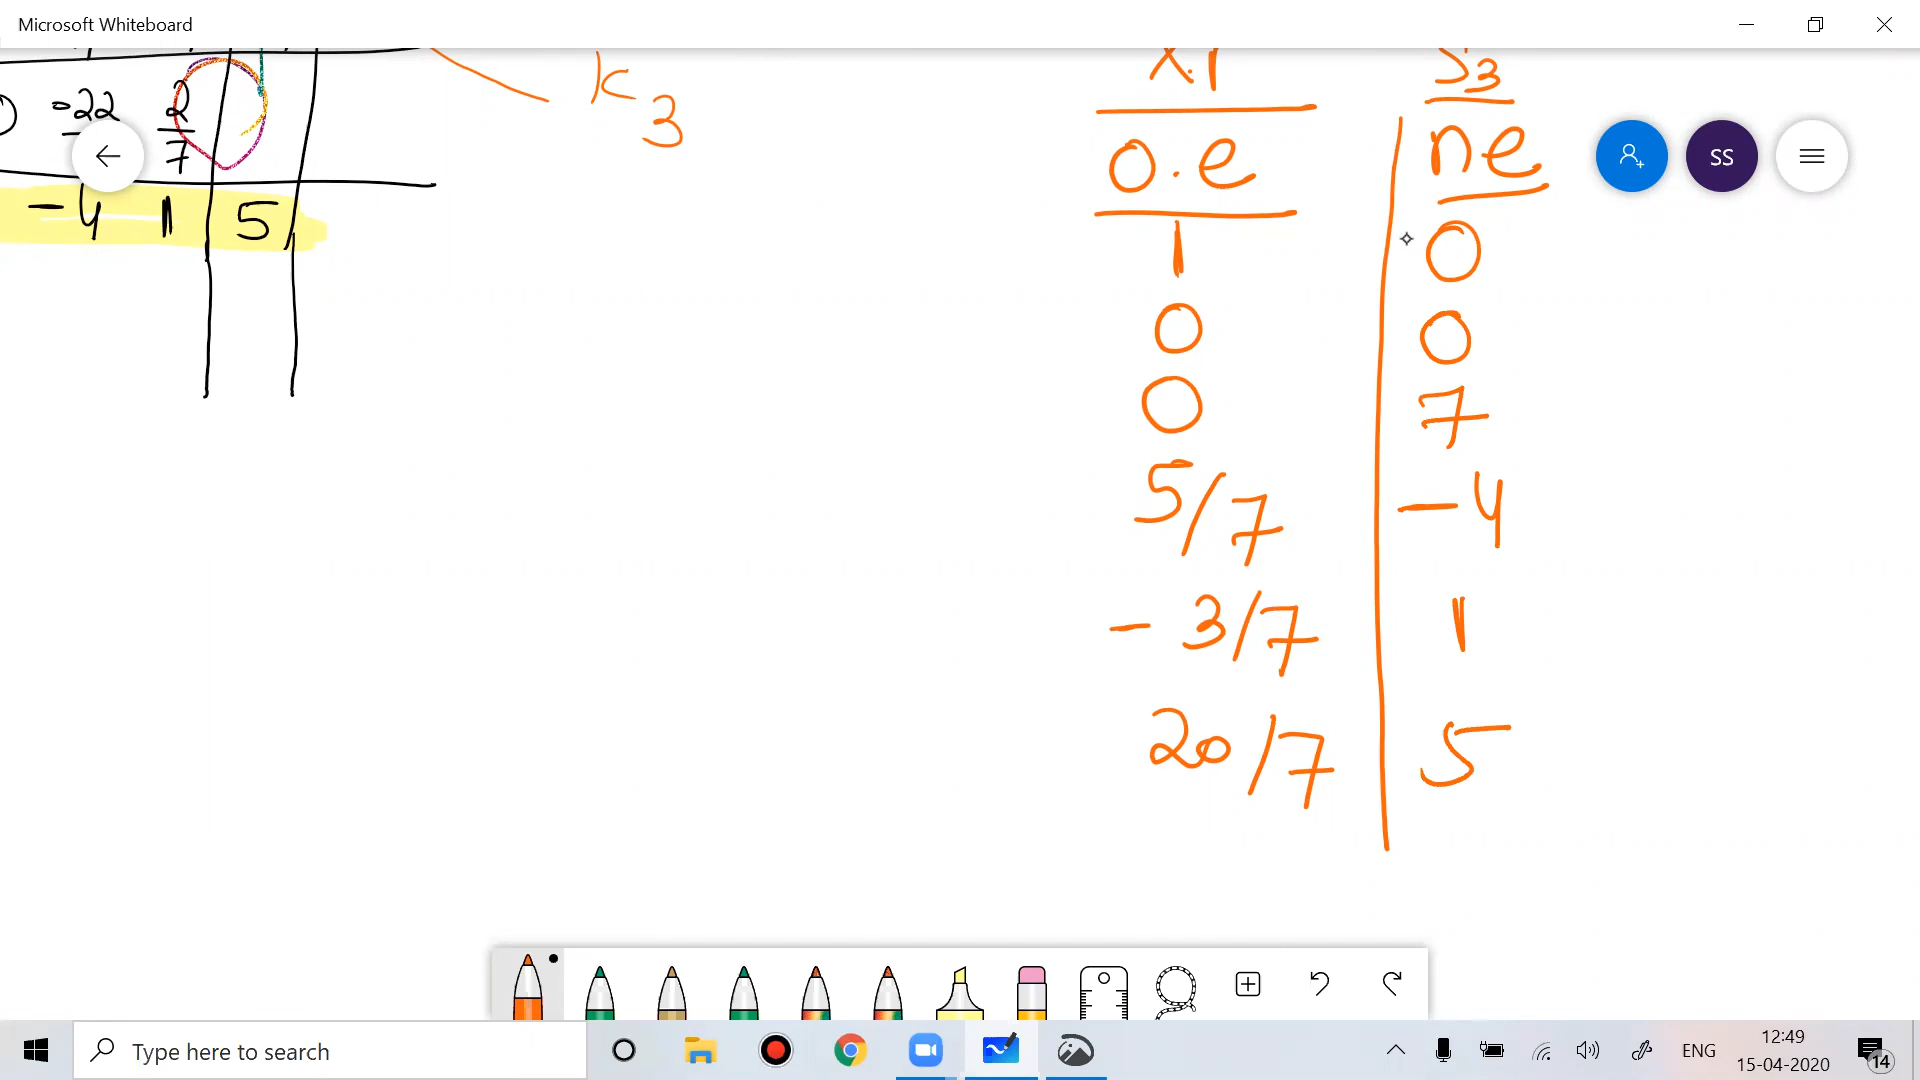 Microsoft Whiteboard
-22 2
7
-4 1 5
K3
x1 S3
o.e ne
1 0
0 0
0 7
5/7 -4
-3/7 1
20/7 5
SS
Type here to search
ENG
12:49
15-04-2020
14